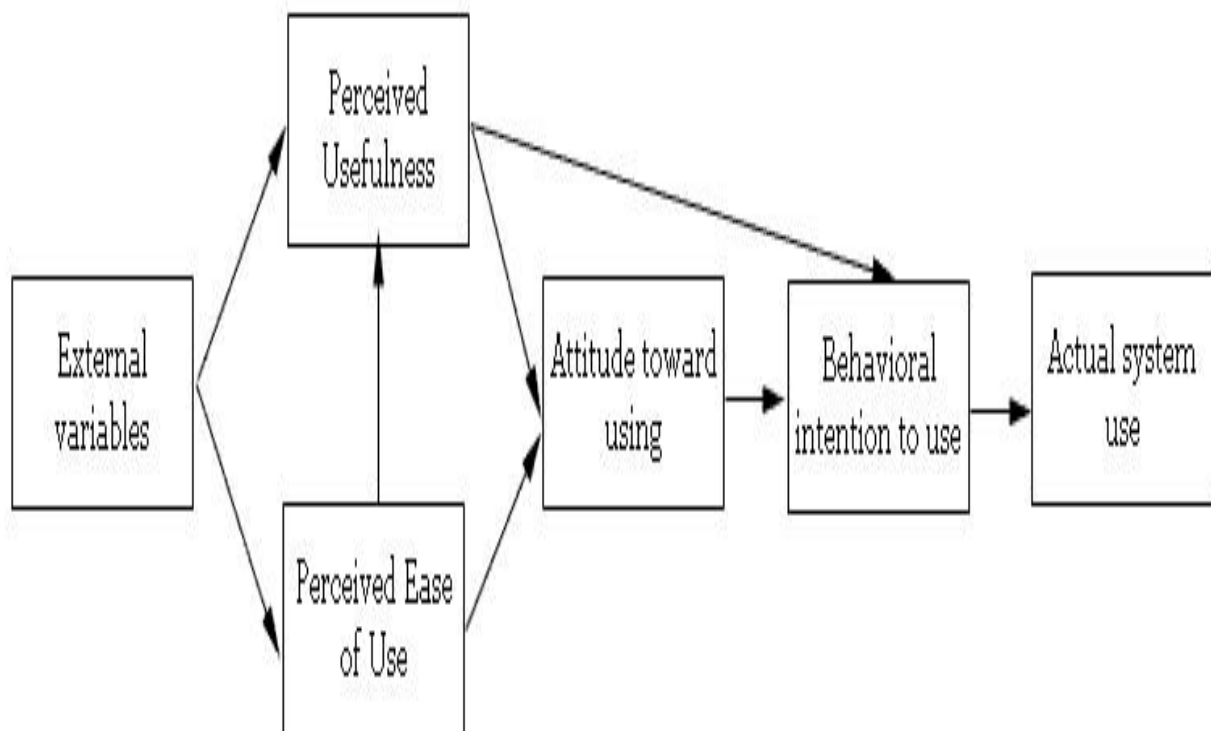 Perceived
Usefulness
External
variables
Attitude toward
using
Behavioral
intention to use
Actual system
use
Perceived Ease
of Use